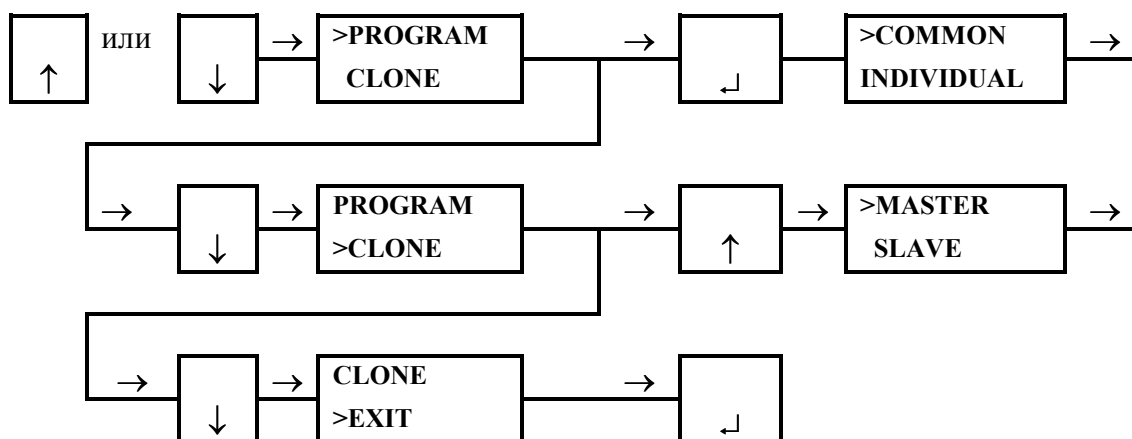 ↑ или ↓ → >PROGRAM CLONE → ↵ >COMMON INDIVIDUAL →
→ ↓ → PROGRAM >CLONE → ↑ → >MASTER SLAVE →
→ ↓ → CLONE >EXIT → ↵